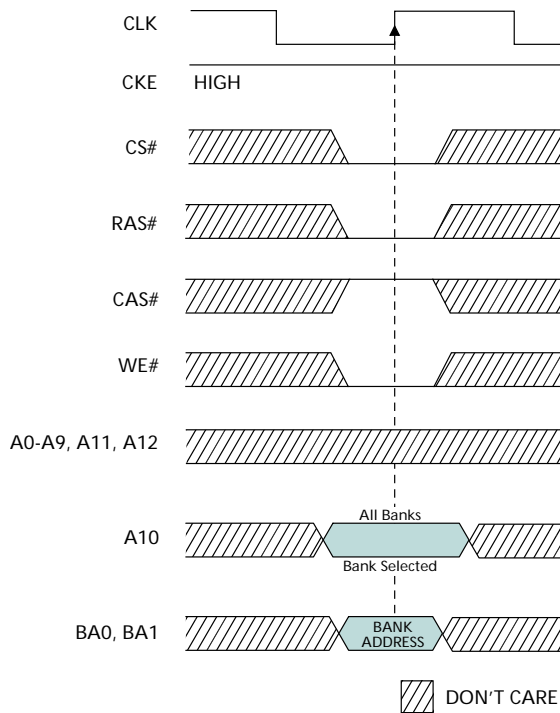 CLK
CKE HIGH
CS#
RAS#
CAS#
WE#
A0-A9, A11, A12
All Banks
A10
Bank Selected
BA0, BA1
BANK
ADDRESS
DON'T CARE